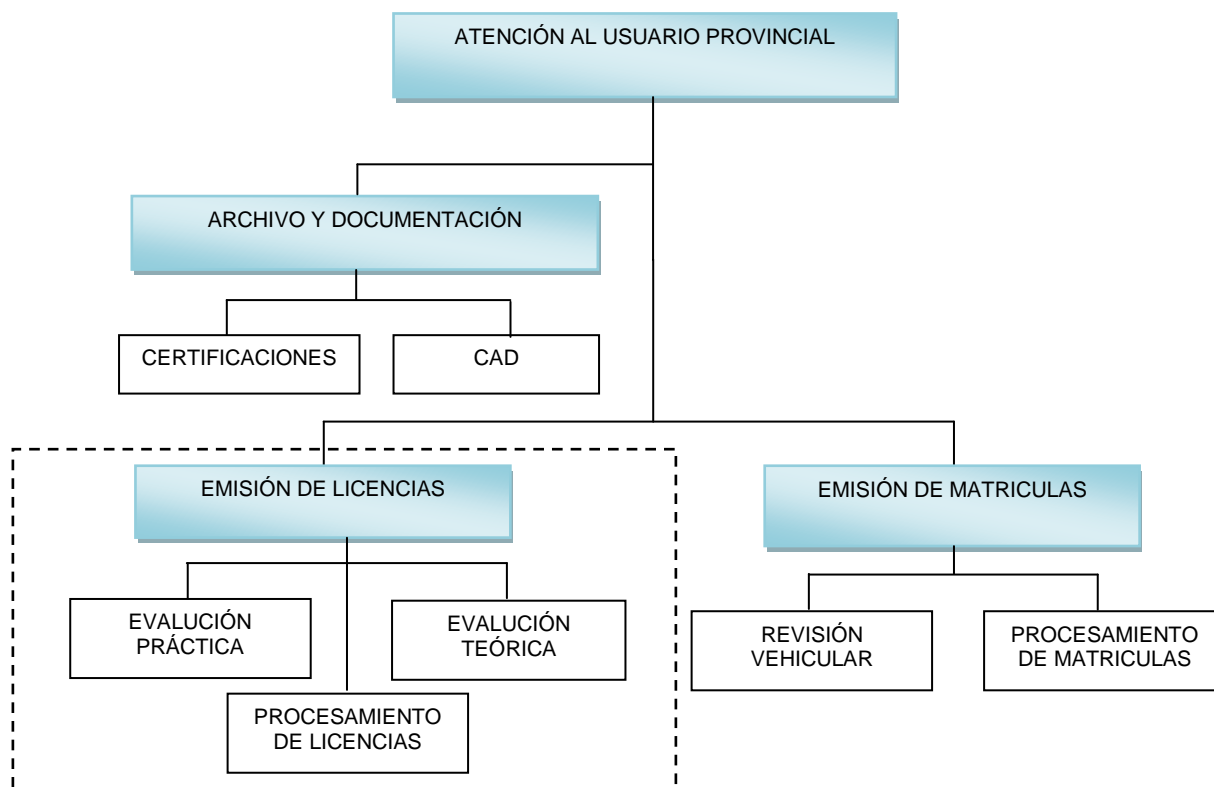 ATENCIÓN AL USUARIO PROVINCIAL
ARCHIVO Y DOCUMENTACIÓN
CERTIFICACIONES
CAD
EMISIÓN DE LICENCIAS
EMISIÓN DE MATRICULAS
EVALUCIÓN
PRÁCTICA
EVALUCIÓN
TEÓRICA
PROCESAMIENTO
DE LICENCIAS
REVISIÓN
VEHICULAR
PROCESAMIENTO
DE MATRICULAS